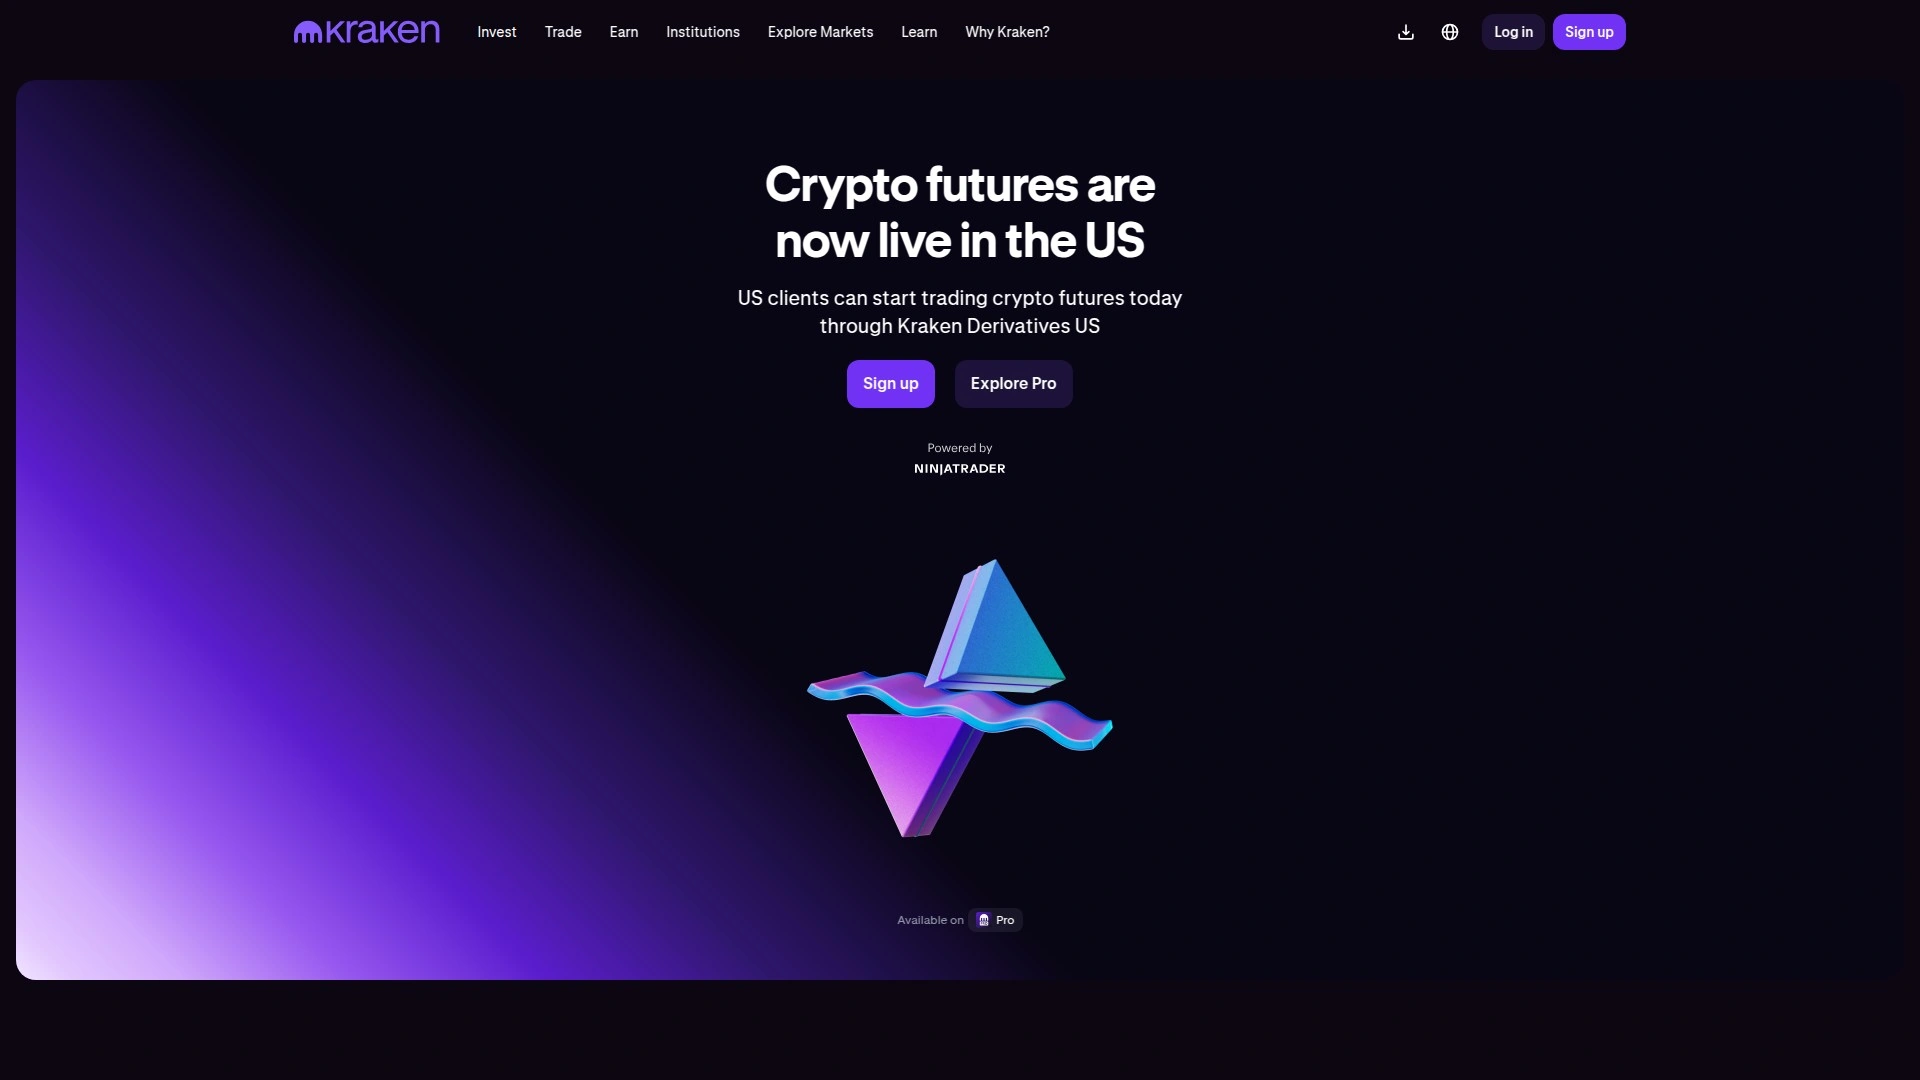 kraken
Invest
Trade
Earn
Institutions
Explore Markets
Learn
Why Kraken?
Log in
Sign up
Crypto futures are
now live in the US
US clients can start trading crypto futures today
through Kraken Derivatives US
Sign up
Explore Pro
Powered by
NINJATRADER
Available on
Pro